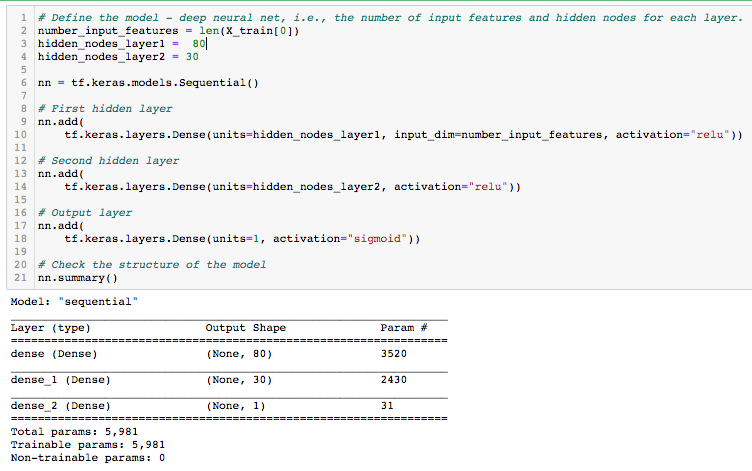 1 # Define the model - deep neural net, i.e., the number of input features and hidden nodes for each layer.
2 number_input_features = len(X_train[0])
3 hidden_nodes_layer1 =  80
4 hidden_nodes_layer2 = 30
5
6 nn = tf.keras.models.Sequential()
7
8 # First hidden layer
9 nn.add(
10     tf.keras.layers.Dense(units=hidden_nodes_layer1, input_dim=number_input_features, activation="relu"))
11
12 # Second hidden layer
13 nn.add(
14     tf.keras.layers.Dense(units=hidden_nodes_layer2, activation="relu"))
15
16 # Output layer
17 nn.add(
18     tf.keras.layers.Dense(units=1, activation="sigmoid"))
19
20 # Check the structure of the model
21 nn.summary()
Model: "sequential"
Layer (type) Output Shape Param #
dense (Dense) (None, 80) 3520
dense_1 (Dense) (None, 30) 2430
dense_2 (Dense) (None, 1) 31
Total params: 5,981
Trainable params: 5,981
Non-trainable params: 0